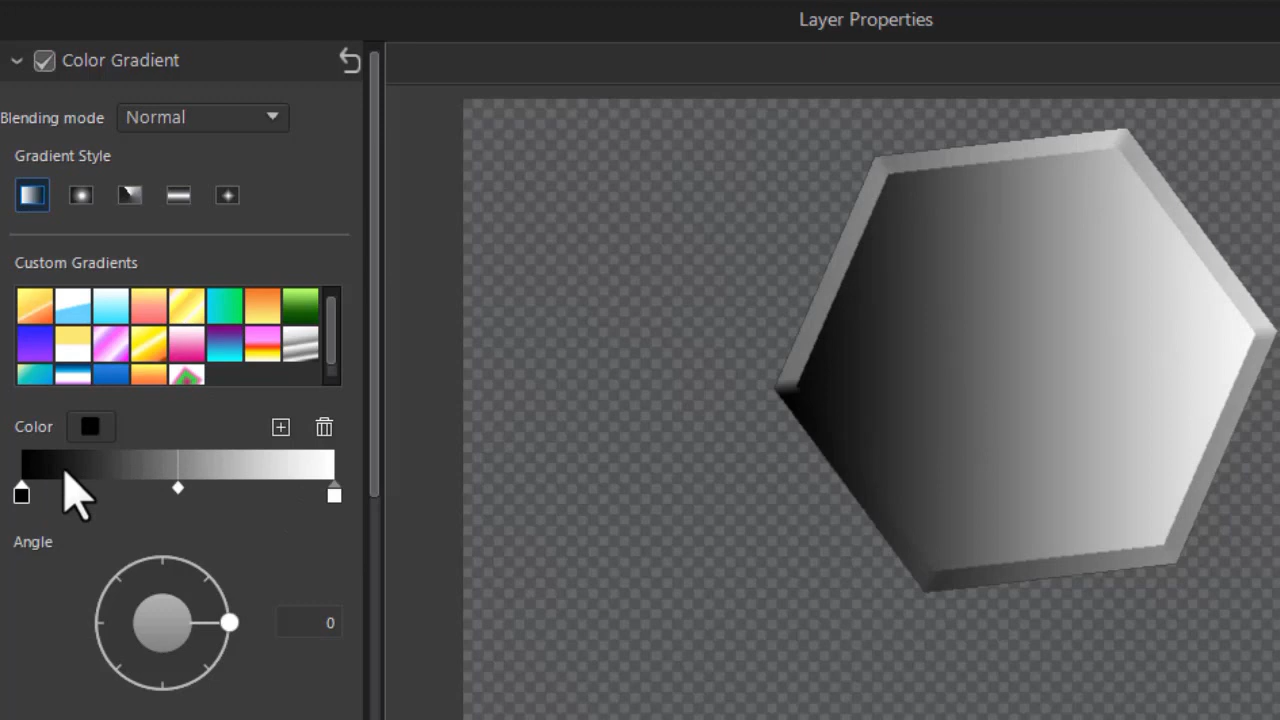 Layer Properties
Color Gradient
Blending mode Normal
Gradient Style
Custom Gradients
Color
Angle
0